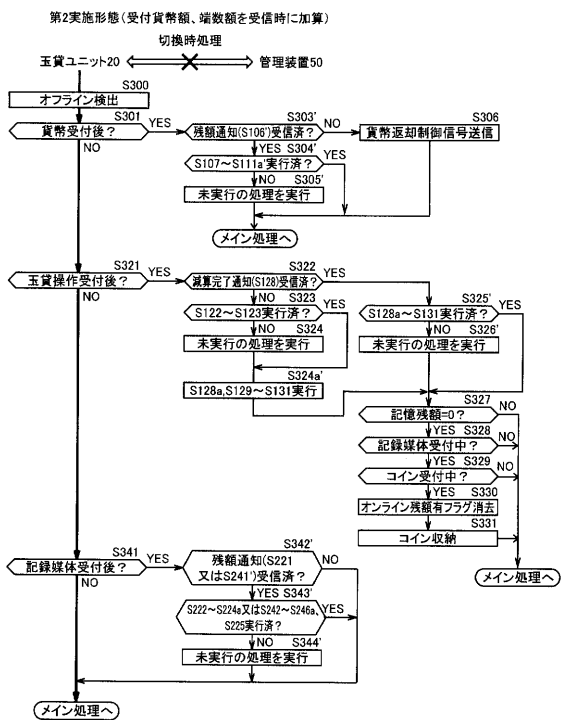 第2実施形態(受付貨幣額、端数額を受信時に加算)
切換時処理
玉貸ユニット20 管理装置50
S300
オフライン検出
S301
貨幣受付後?
YES
NO
S303'
残額通知(S106')受信済?
NO
YES
S306
貨幣返却制御信号送信
S304'
S107～S111a'実行済?
YES
NO
S305'
未実行の処理を実行
メイン処理へ
S321
玉貸操作受付後?
YES
NO
S322
減算完了通知(S128)受信済?
YES
NO
S323
S122～S123実行済?
YES
NO
S324
未実行の処理を実行
S324a'
S128a,S129～S131実行
S325'
S128a～S131実行済?
YES
NO
S326'
未実行の処理を実行
S327
記憶残額=0?
NO
YES
S328
記録媒体受付中?
NO
YES
S329
コイン受付中?
NO
YES
S330
オンライン残額有フラグ消去
S331
コイン収納
メイン処理へ
S341
記録媒体受付後?
YES
NO
S342'
残額通知(S221
又はS241')受信済?
NO
YES
S343'
S222～S224a又はS242～S246a、
S225実行済?
YES
NO
S344'
未実行の処理を実行
メイン処理へ